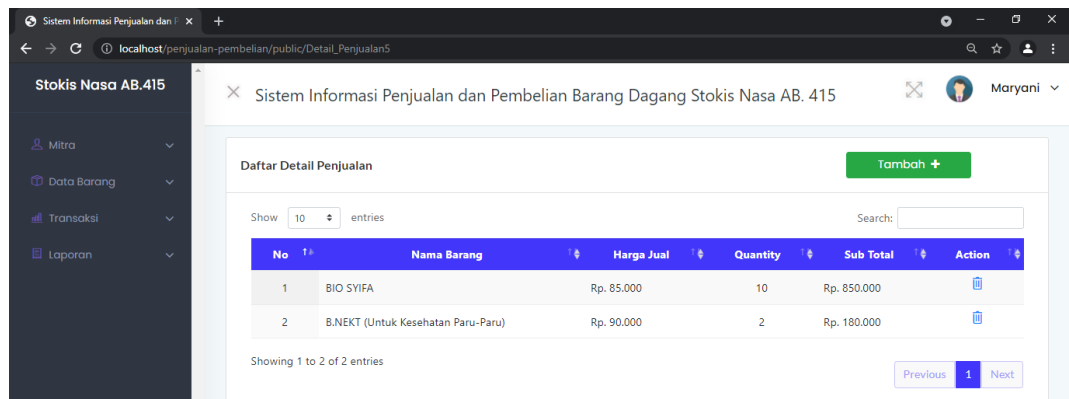 Sistem Informasi Penjualan dan P
localhost/penjualan-pembelian/public/Detail_Penjualan5
Stokis Nasa AB.415
Sistem Informasi Penjualan dan Pembelian Barang Dagang Stokis Nasa AB. 415
Maryani
Mitra
Data Barang
Transaksi
Laporan
Daftar Detail Penjualan
Tambah +
Show 10 entries
Search:
No Nama Barang Harga Jual Quantity Sub Total Action
1 BIO SYIFA Rp. 85.000 10 Rp. 850.000
2 B.NEKT (Untuk Kesehatan Paru-Paru) Rp. 90.000 2 Rp. 180.000
Showing 1 to 2 of 2 entries
Previous 1 Next